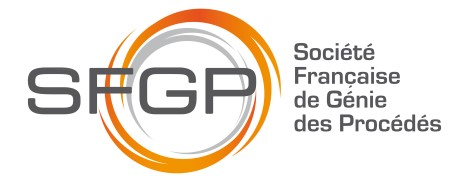 SFGP
Société
Française
de Génie
des Procédés